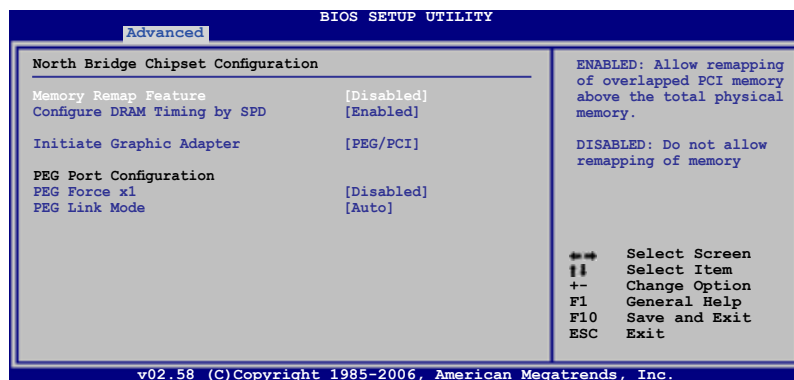 BIOS SETUP UTILITY
Advanced
North Bridge Chipset Configuration
Memory Remap Feature [Disabled]
Configure DRAM Timing by SPD [Enabled]
Initiate Graphic Adapter [PEG/PCI]
PEG Port Configuration
PEG Force x1 [Disabled]
PEG Link Mode [Auto]
ENABLED: Allow remapping
of overlapped PCI memory
above the total physical
memory.
DISABLED: Do not allow
remapping of memory
←→ Select Screen
↑↓ Select Item
+- Change Option
F1 General Help
F10 Save and Exit
ESC Exit
v02.58 (C)Copyright 1985-2006, American Megatrends, Inc.